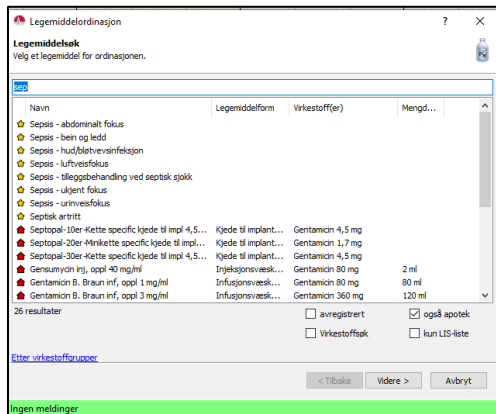 Legemiddelordinasjon
Legemiddelsøk
Velg et legemiddel for ordinasjonen.
sep
Navn Legemiddelform Virkestoff(er) Mengd...
Sepsis - abdominalt fokus
Sepsis - bein og ledd
Sepsis - hud/bløtvevsinfeksjon
Sepsis - luftveisfokus
Sepsis - tilleggsbehandling ved septisk sjokk
Sepsis - ukjent fokus
Sepsis - urinveisfokus
Septisk artritt
Septopal-10er-Kette specific kjede til impl 4,5... Kjede til implant... Gentamicin 4,5 mg
Septopal-20er-Minikette specific kjede til impl... Kjede til implant... Gentamicin 1,7 mg
Septopal-30er-Kette specific kjede til impl 4,5... Kjede til implant... Gentamicin 4,5 mg
Gensumycin inj, oppl 40 mg/ml Injeksjonsvæsk... Gentamicin 80 mg 2 ml
Gentamicin B. Braun inf, oppl 1 mg/ml Infusjonsvæsk... Gentamicin 80 mg 80 ml
Gentamicin B. Braun inf, oppl 3 mg/ml Infusjonsvæsk... Gentamicin 360 mg 120 ml
26 resultater avregistrert også apotek
Virkestoffsøk kun LIS-liste
Etter virkestoffgrupper
< Tilbake Videre > Avbryt
Ingen meldinger